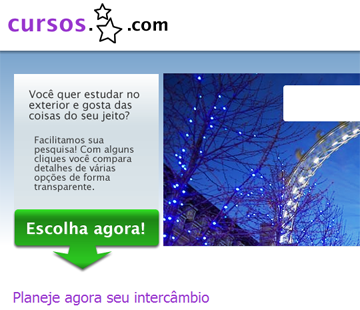 cursos. .com
Você quer estudar no
exterior e gosta das
coisas do seu jeito?
Facilitamos sua
pesquisa! Com alguns
cliques você compara
detalhes de várias
opções de forma
transparente.
Escolha agora!
Planeje agora seu intercâmbio